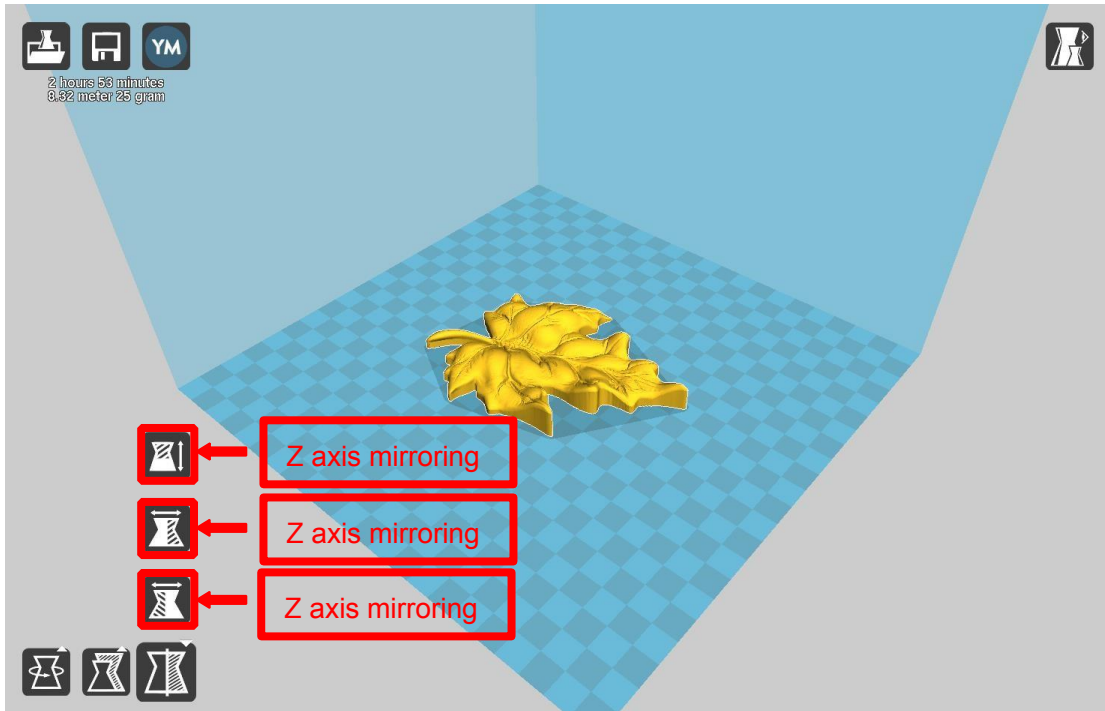 YM
2 hours 53 minutes
8.32 meter 25 gram
Z axis mirroring
Z axis mirroring
Z axis mirroring